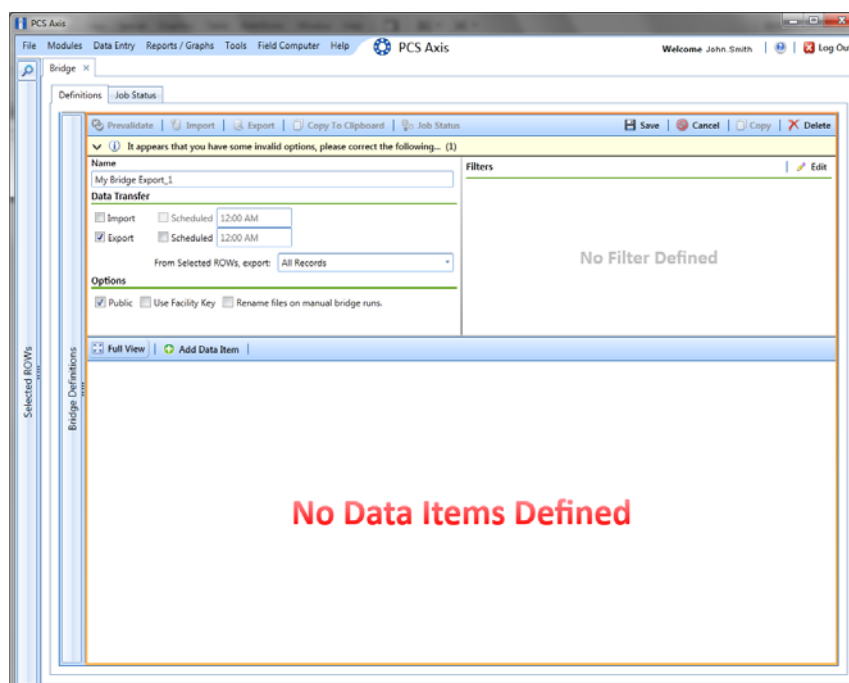 PCS Axis
File Modules Data Entry Reports / Graphs Tools Field Computer Help PCS Axis Welcome John.Smith Log Ou
Bridge
Definitions Job Status
Prevalidate Import Export Copy To Clipboard Job Status Save Cancel Copy Delete
It appears that you have some invalid options, please correct the following... (1)
Name
My Bridge Export_1
Data Transfer
Import Scheduled 12:00 AM
Export Scheduled 12:00 AM
From Selected ROWs, export: All Records
Options
Public Use Facility Key Rename files on manual bridge runs.
Filters Edit
No Filter Defined
Selected ROWs
Bridge Definitions
Full View Add Data Item
No Data Items Defined